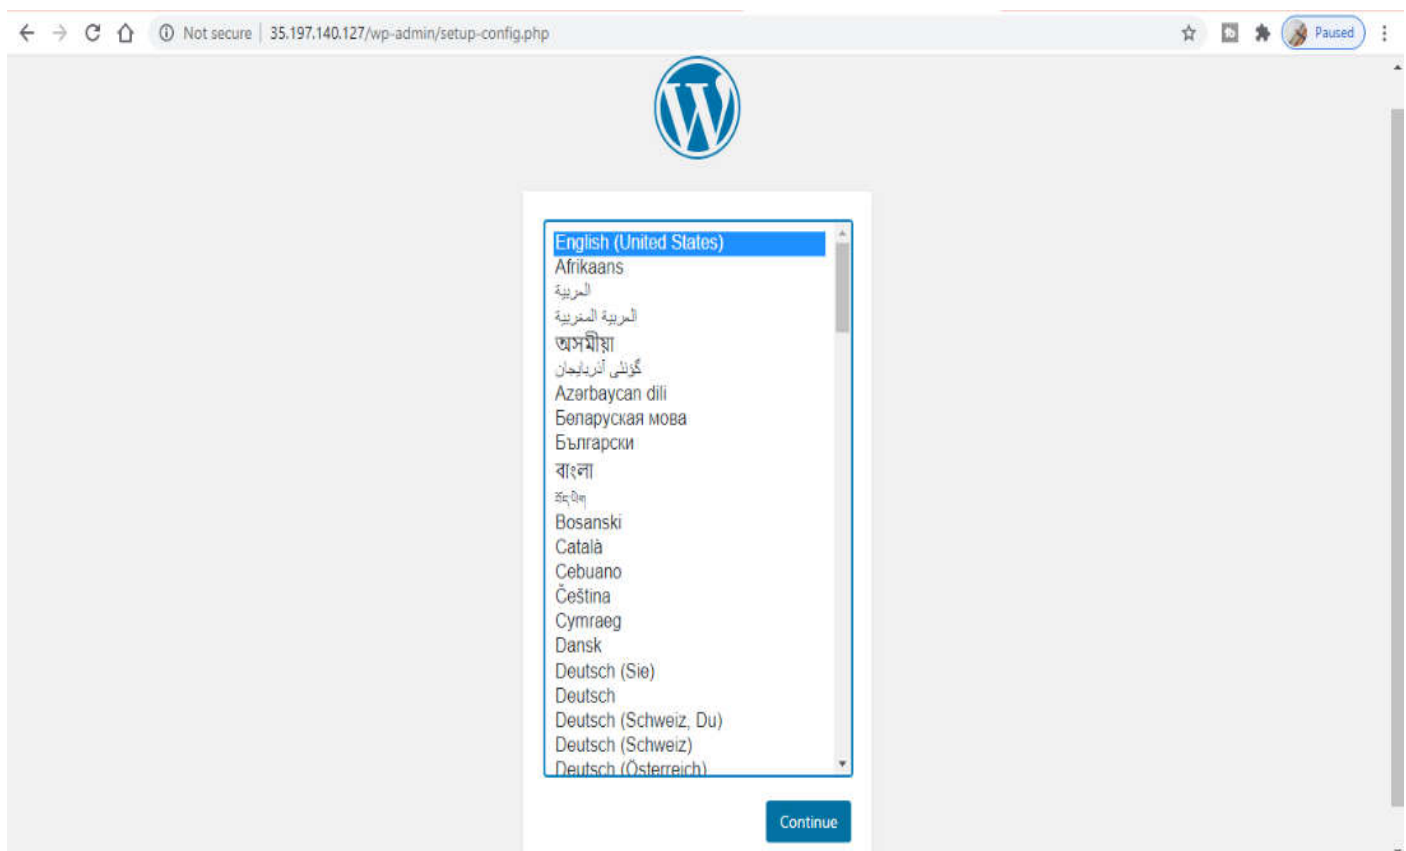 Not secure | 35.197.140.127/wp-admin/setup-config.php
Paused
English (United States)
Afrikaans
العربية
العربية المغربية
অসমীয়া
گؤنئی آذربایجان
Azərbaycan dili
Беларуская мова
Български
বাংলা
བོད་ཡིག
Bosanski
Català
Cebuano
Čeština
Cymraeg
Dansk
Deutsch (Sie)
Deutsch
Deutsch (Schweiz, Du)
Deutsch (Schweiz)
Deutsch (Österreich)
Continue